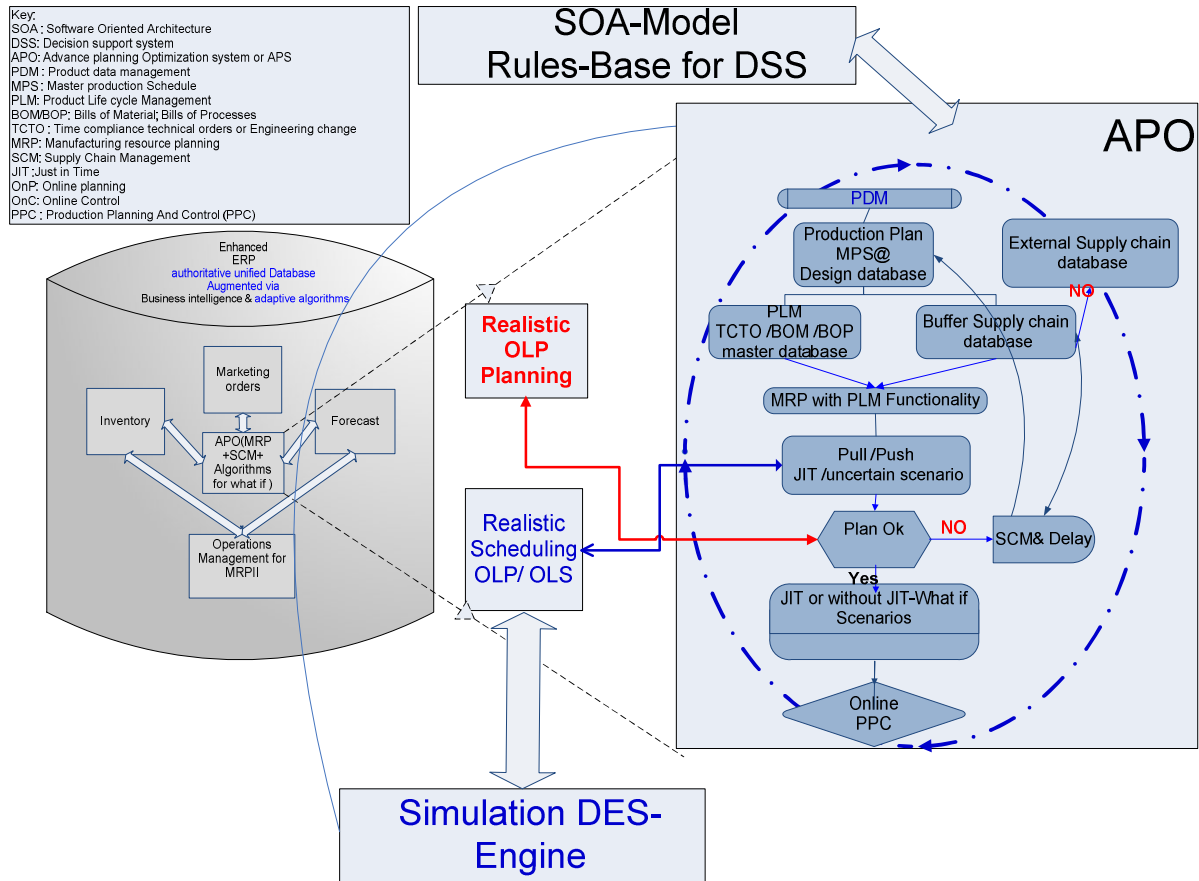 Key:
SOA : Software Oriented Architecture
DSS: Decision support system
APO: Advance planning Optimization system or APS
PDM : Product data management
MPS : Master production Schedule
PLM: Product Life cycle Management
BOM/BOP: Bills of Material; Bills of Processes
TCTO : Time compliance technical orders or Engineering change
MRP: Manufacturing resource planning
SCM: Supply Chain Management
JIT :Just in Time
OnP: Online planning
OnC: Online Control
PPC : Production Planning And Control (PPC)
SOA-Model
Rules-Base for DSS
Enhanced
ERP
authoritative unified Database
Augmented via
Business intelligence & adaptive algorithms
Marketing
orders
Inventory
Forecast
APO(MRP
+SCM+
Algorithms
for what if )
Operations
Management for
MRPII
Realistic
OLP
Planning
Realistic
Scheduling
OLP/ OLS
Simulation DES-
Engine
APO
PDM
Production Plan
MPS@
Design database
External Supply chain
database
NO
PLM
TCTO /BOM /BOP
master database
Buffer Supply chain
database
MRP with PLM Functionality
Pull /Push
JIT /uncertain scenario
Plan Ok
NO
SCM& Delay
Yes
JIT or without JIT-What if
Scenarios
Online
PPC